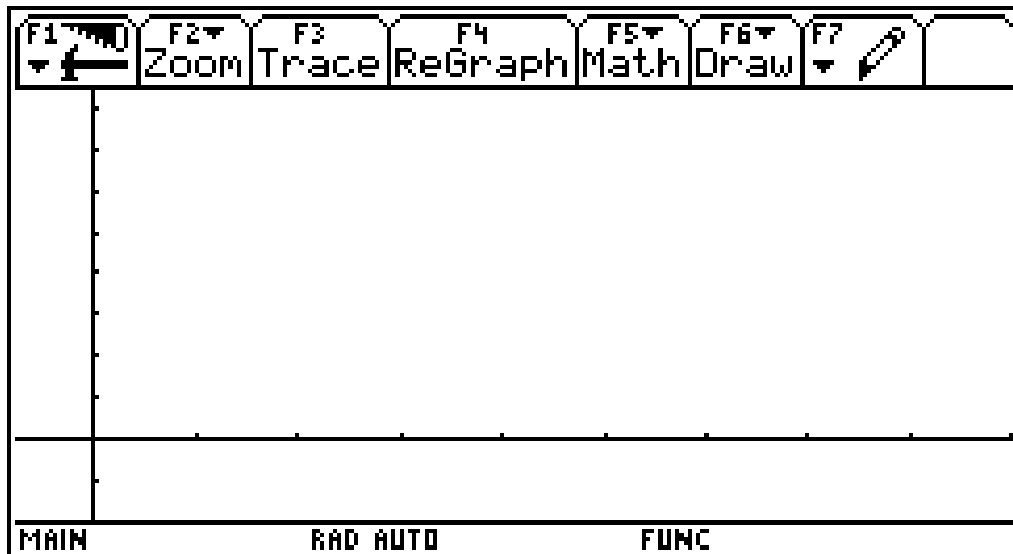 F1 F2 F3 F4 F5 F6 F7
Zoom Trace ReGraph Math Draw
MAIN RAD AUTO FUNC